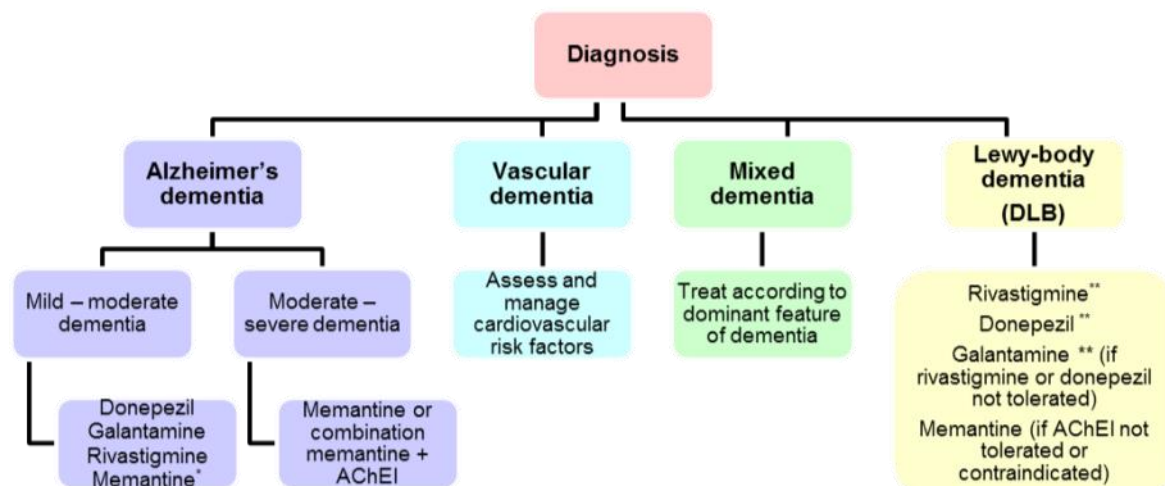 Diagnosis
Alzheimer's
dementia
Vascular
dementia
Mixed
dementia
Lewy-body
dementia
(DLB)
Mild – moderate
dementia
Moderate –
severe dementia
Assess and
manage
cardiovascular
risk factors
Treat according to
dominant feature
of dementia
Rivastigmine**
Donepezil **
Galantamine ** (if
rivastigmine or donepezil
not tolerated)
Memantine (if AChEI not
tolerated or
contraindicated)
Donepezil
Galantamine
Rivastigmine
Memantine*
Memantine or
combination
memantine +
AChEI